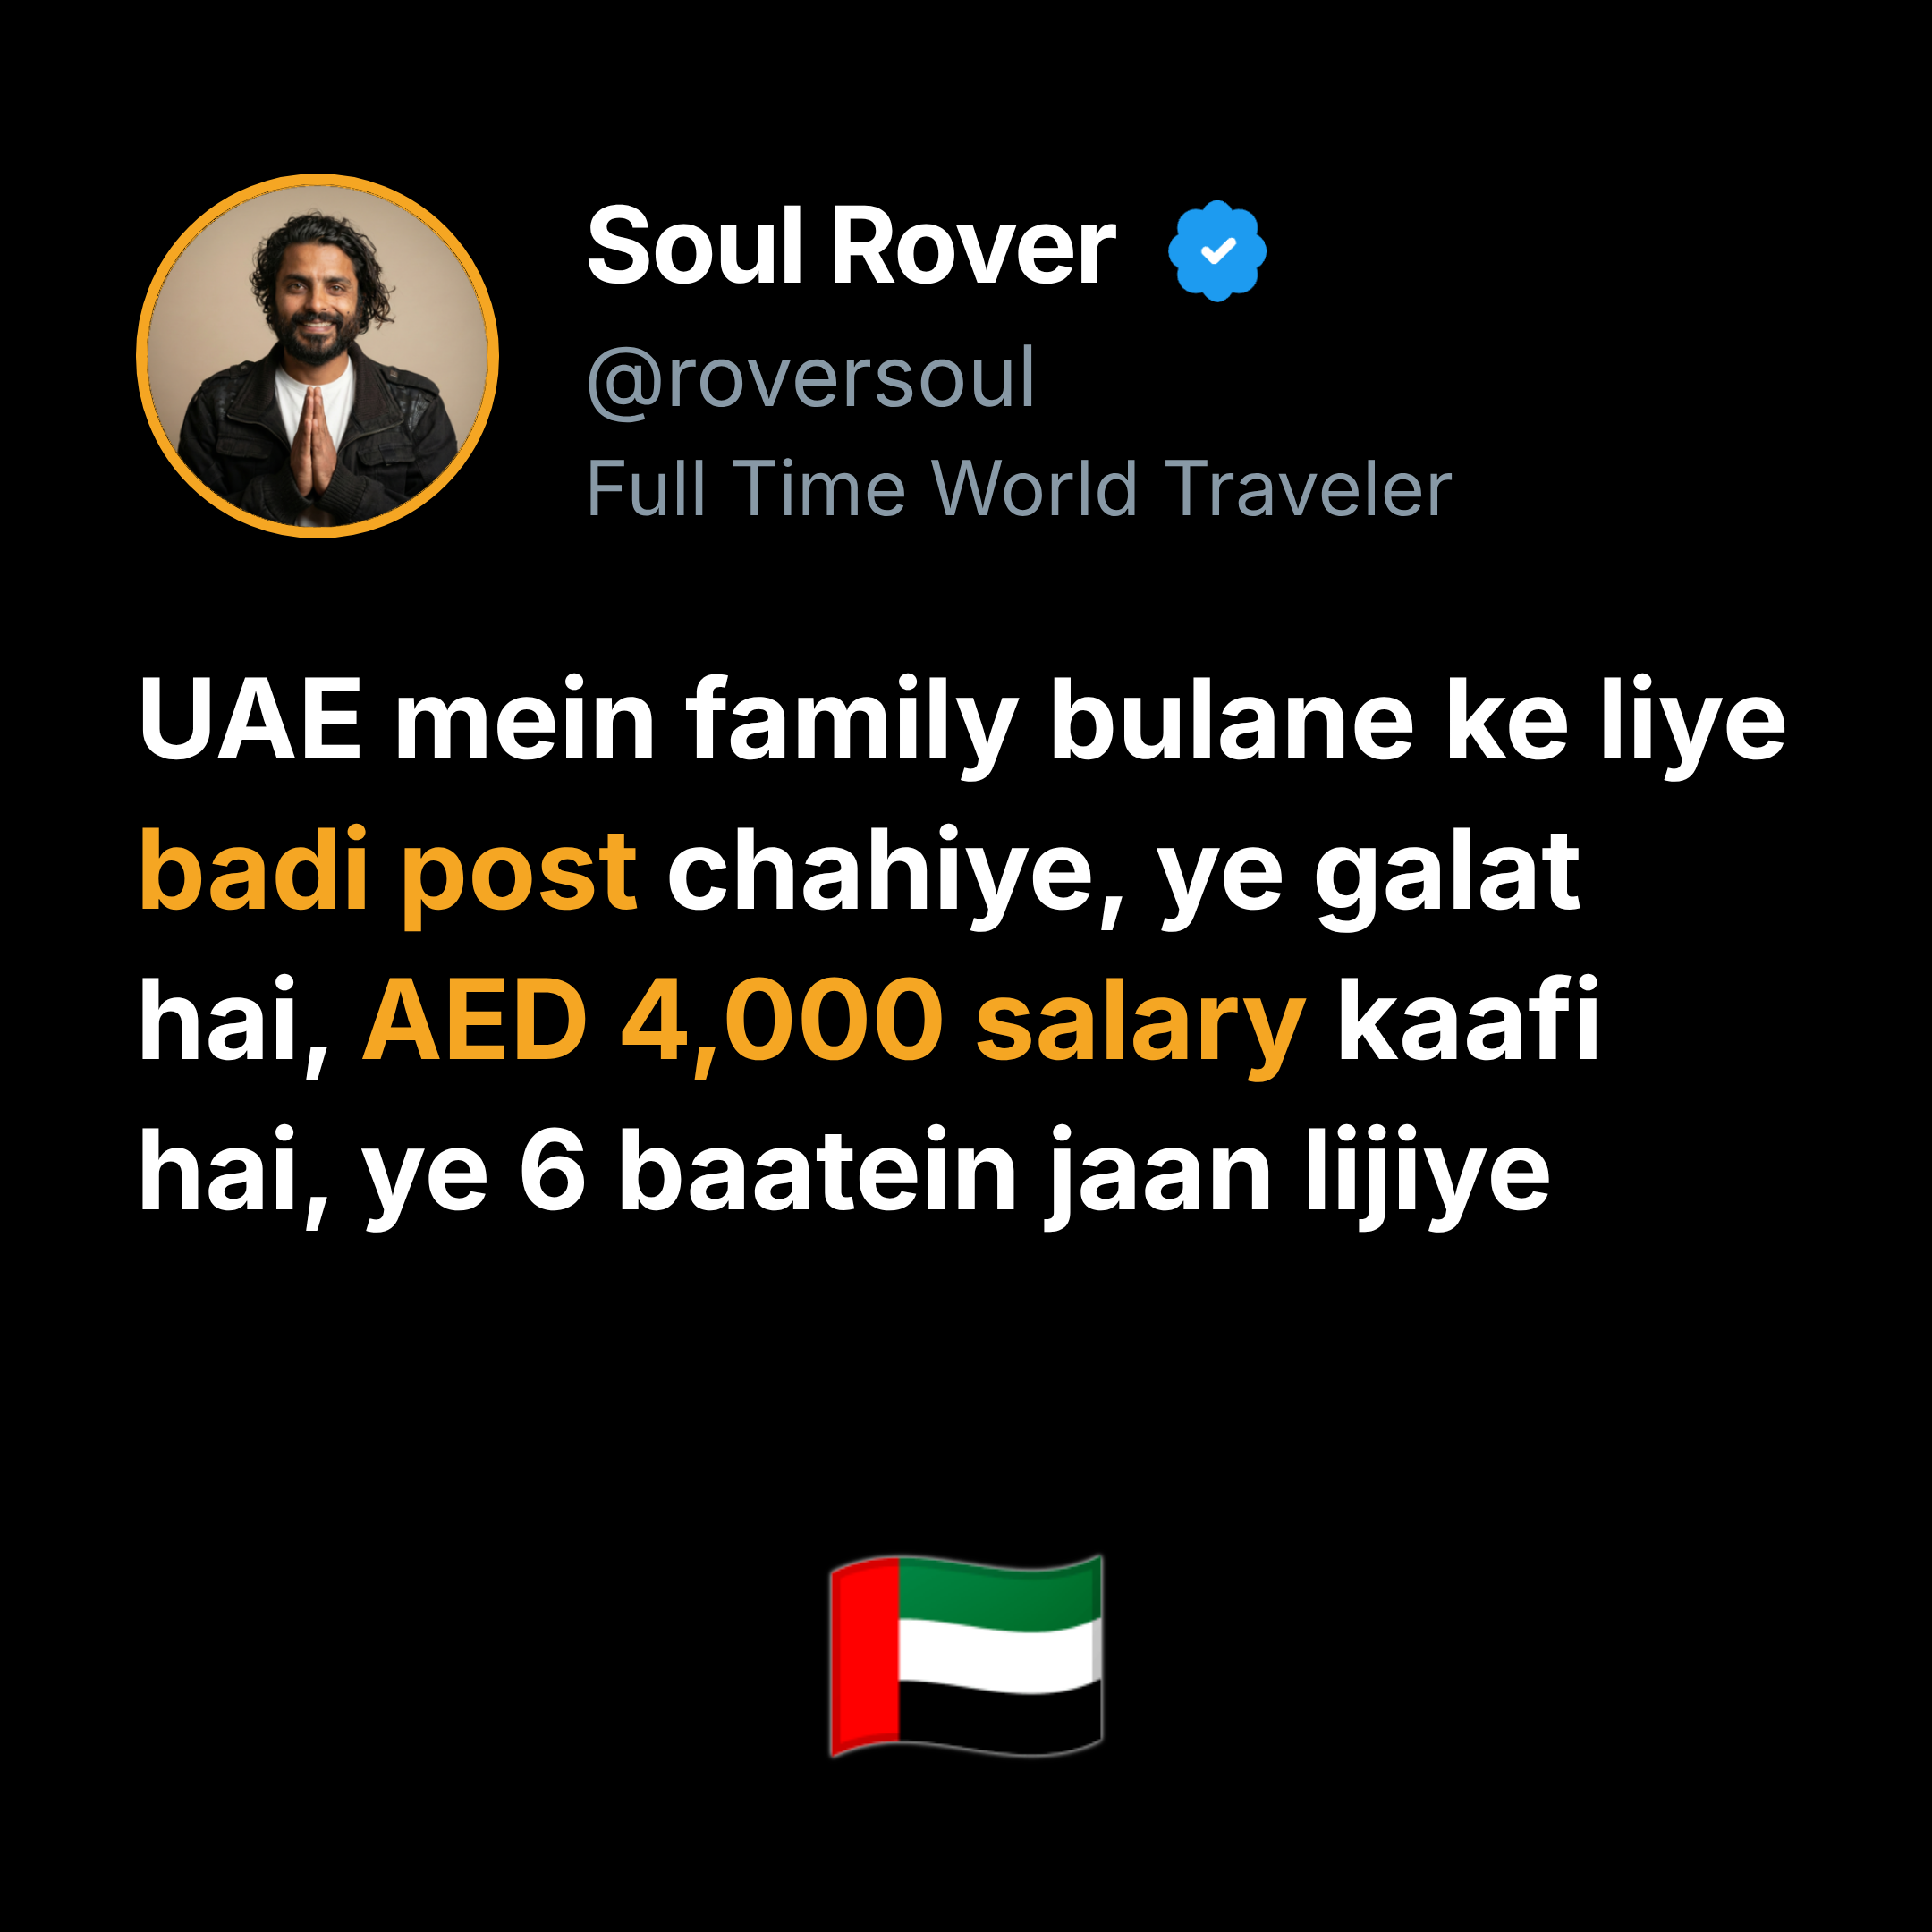 Soul Rover
@roversoul
Full Time World Traveler
UAE mein family bulane ke liye
badi post chahiye, ye galat
hai, AED 4,000 salary kaafi
hai, ye 6 baatein jaan lijiye